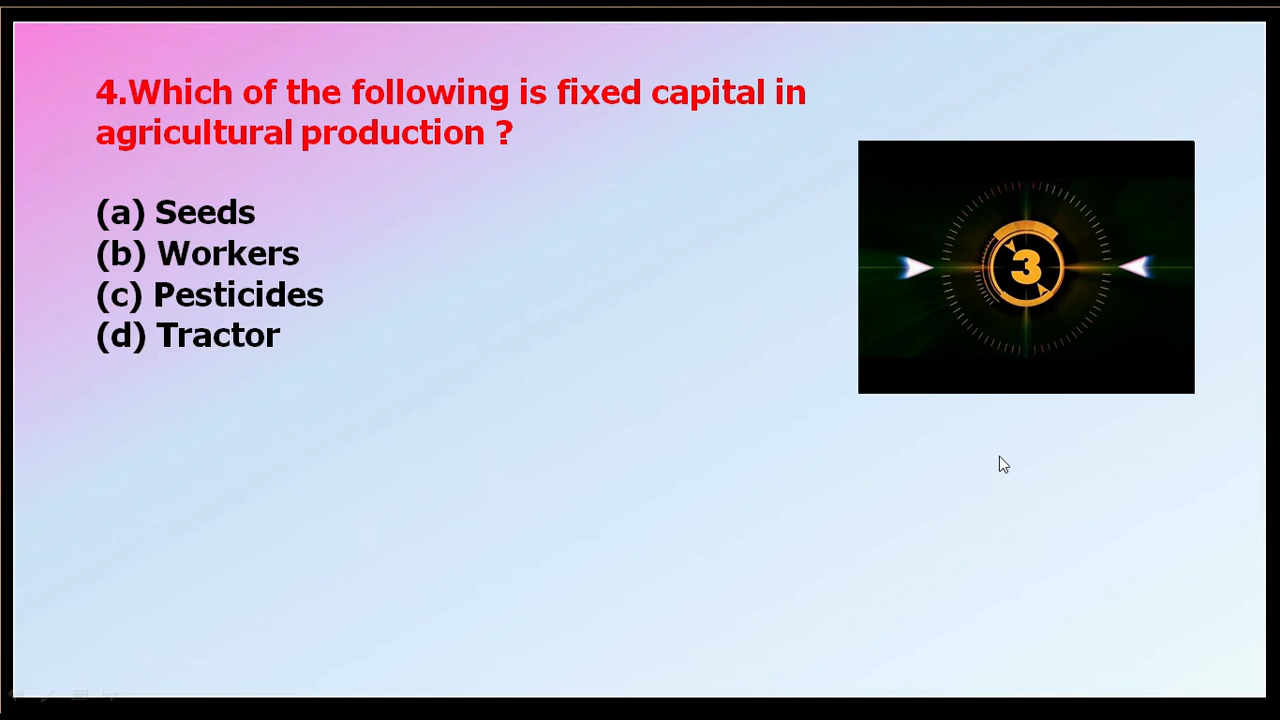 4.Which of the following is fixed capital in
agricultural production ?
(a) Seeds
(b) Workers
(c) Pesticides
(d) Tractor
3